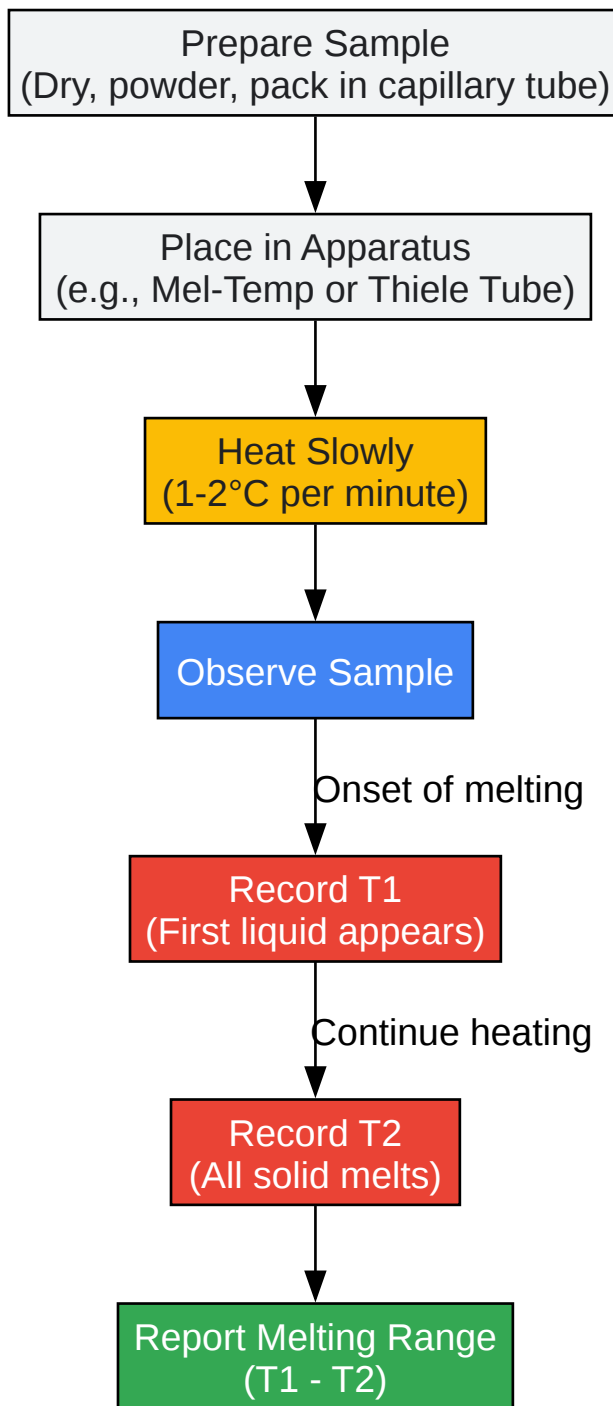 Prepare Sample
(Dry, powder, pack in capillary tube)
Place in Apparatus
(e.g., Mel-Temp or Thiele Tube)
Heat Slowly
(1-2°C per minute)
Observe Sample
Onset of melting
Record T1
(First liquid appears)
Continue heating
Record T2
(All solid melts)
Report Melting Range
(T1 - T2)